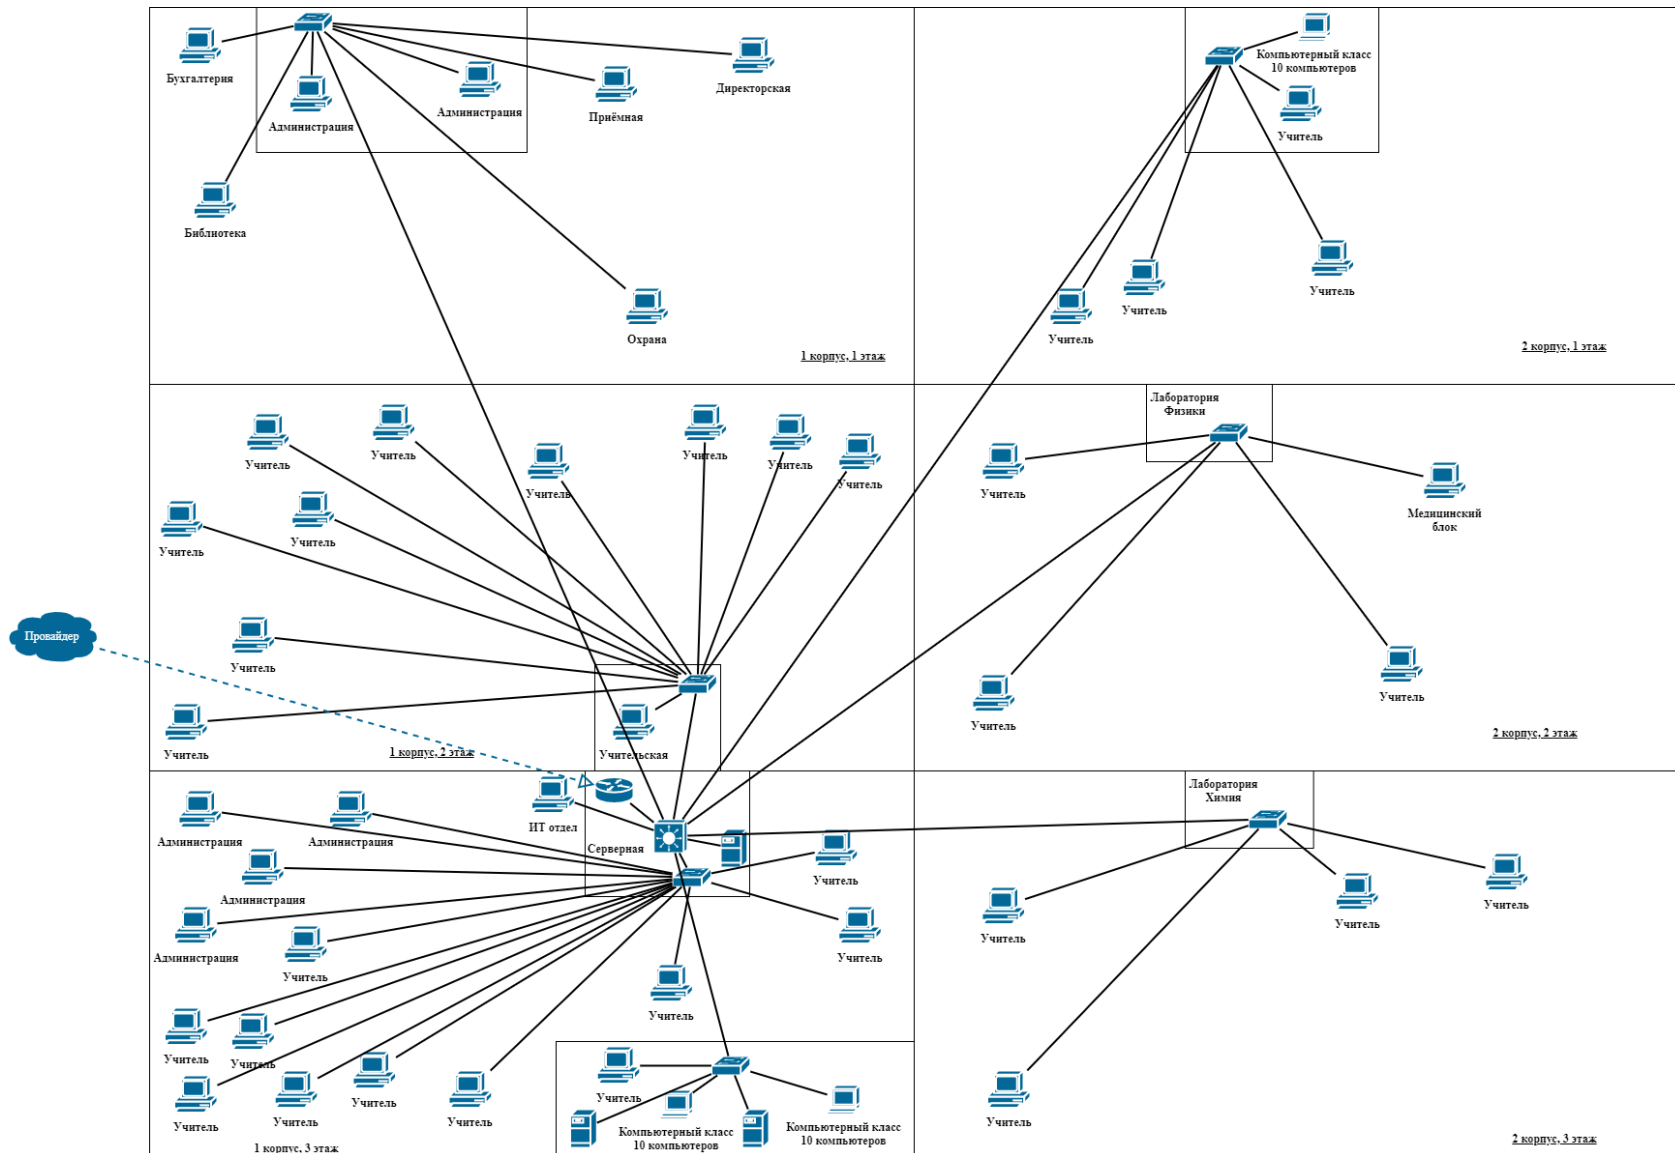 Бухгалтерия
Администрация
Администрация
Приёмная
Директорская
Библиотека
Охрана
1 корпус, 1 этаж
Компьютерный класс
10 компьютеров
Учитель
Учитель
Учитель
Учитель
2 корпус, 1 этаж
Учитель
Учитель
Учитель
Учитель
Учитель
Учитель
Учитель
Учитель
Учитель
Учитель
Учительская
1 корпус, 2 этаж
Лаборатория
Физики
Учитель
Медицинский
блок
Учитель
Учитель
2 корпус, 2 этаж
Провайдер
Администрация
Администрация
ИТ отдел
Серверная
Администрация
Администрация
Учитель
Учитель
Учитель
Учитель
Учитель
Учитель
Учитель
Учитель
Учитель
Учитель
Учитель
Компьютерный класс
10 компьютеров
Компьютерный класс
10 компьютеров
1 корпус, 3 этаж
Лаборатория
Химия
Учитель
Учитель
Учитель
Учитель
2 корпус, 3 этаж